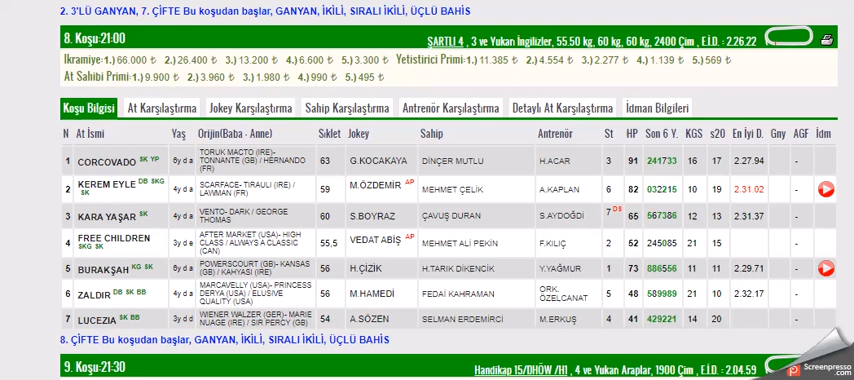 2. 3'LÜ GANYAN, 7. ÇİFTE Bu koşudan başlar, GANYAN, İKİLİ, SIRALI İKİLİ, ÜÇLÜ BAHİS
8. Koşu:21:00 ŞARTLI 4 , 3 ve Yukarı İngilizler, 55.50 kg, 60 kg, 60 kg, 2400 Çim , E.İ.D. : 2.26.22
İkramiye:1.) 66.000 ₺ 2.) 26.400 ₺ 3.) 13.200 ₺ 4.) 6.600 ₺ 5.) 3.300 ₺ Yetistirici Primi:1.) 11.385 ₺ 2.) 4.554 ₺ 3.) 2.277 ₺ 4.) 1.139 ₺ 5.) 569 ₺
At Sahibi Primi:1.) 9.900 ₺ 2.) 3.960 ₺ 3.) 1.980 ₺ 4.) 990 ₺ 5.) 495 ₺
Koşu Bilgisi At Karşılaştırma Jokey Karşılaştırma Sahip Karşılaştırma Antrenör Karşılaştırma Detaylı At Karşılaştırma İdman Bilgileri
N At İsmi Yaş Orijin(Baba - Anne) Sıklet Jokey Sahip Antrenör St HP Son 6 Y. KGS s20 En İyi D. Gny AGF İdm
1 CORCOVADO SK YP 8y d a TORUK MACTO (IRE)- TONNANTE (GB) / HERNANDO (FR) 63 G.KOCAKAYA DİNÇER MUTLU H.ACAR 3 91 241733 16 17 2.27.94 -
2 KEREM EYLE DB SKG SK 4y d a SCARFACE- TIRAULI (IRE) / LAWMAN (FR) 59 M.ÖZDEMİR AP MEHMET ÇELİK A.KAPLAN 6 82 032215 10 19 2.31.02 -
3 KARA YAŞAR SK 4y d a VENTO- DARK / GEORGE THOMAS 60 S.BOYRAZ ÇAVUŞ DURAN S.AYDOĞDİ 7 DS 65 567386 12 13 2.31.37 -
4 FREE CHILDREN SKG SK 3y d e AFTER MARKET (USA)- HIGH CLASS / ALWAYS A CLASSIC (CAN) 55,5 VEDAT ABİŞ AP MEHMET ALİ PEKİN F.KILIÇ 2 52 245085 21 15 -
5 BURAKŞAH KG SK 6y d a POWERSCOURT (GB)- KANSAS (GB) / KAHYASI (IRE) 56 H.ÇİZİK H.TARIK DİKENCİK Y.YAĞMUR 1 73 886556 11 11 2.29.71 -
6 ZALDIR DB SK BB 4y d a MARCAVELLY (USA)- PRINCESS DERYA (USA) / ELUSIVE QUALITY (USA) 56 M.HAMEDİ FEDAİ KAHRAMAN ORK. ÖZELCANAT 5 48 589989 21 10 2.32.17 -
7 LUCEZIA SK BB 3y d d WIENER WALZER (GER)- MARIE NUAGE (IRE) / SIR PERCY (GB) 54 A.SÖZEN SELMAN ERDEMİRCİ M.ERKUŞ 4 41 429221 14 20 -
8. ÇİFTE Bu koşudan başlar, GANYAN, İKİLİ, SIRALI İKİLİ, ÜÇLÜ BAHİS
9. Koşu:21:30 Handikap 15/DHÖW /H1 , 4 ve Yukarı Araplar, 1900 Çim , E.İ.D. : 2.04.59
Screenpresso.com